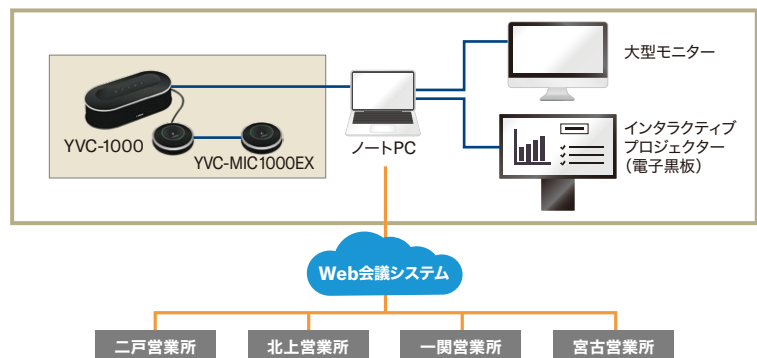 大型モニター
YVC-1000
YVC-MIC1000EX
ノートPC
インタラクティブ
プロジェクター
（電子黒板）
Web会議システム
二戸営業所
北上営業所
一関営業所
宮古営業所